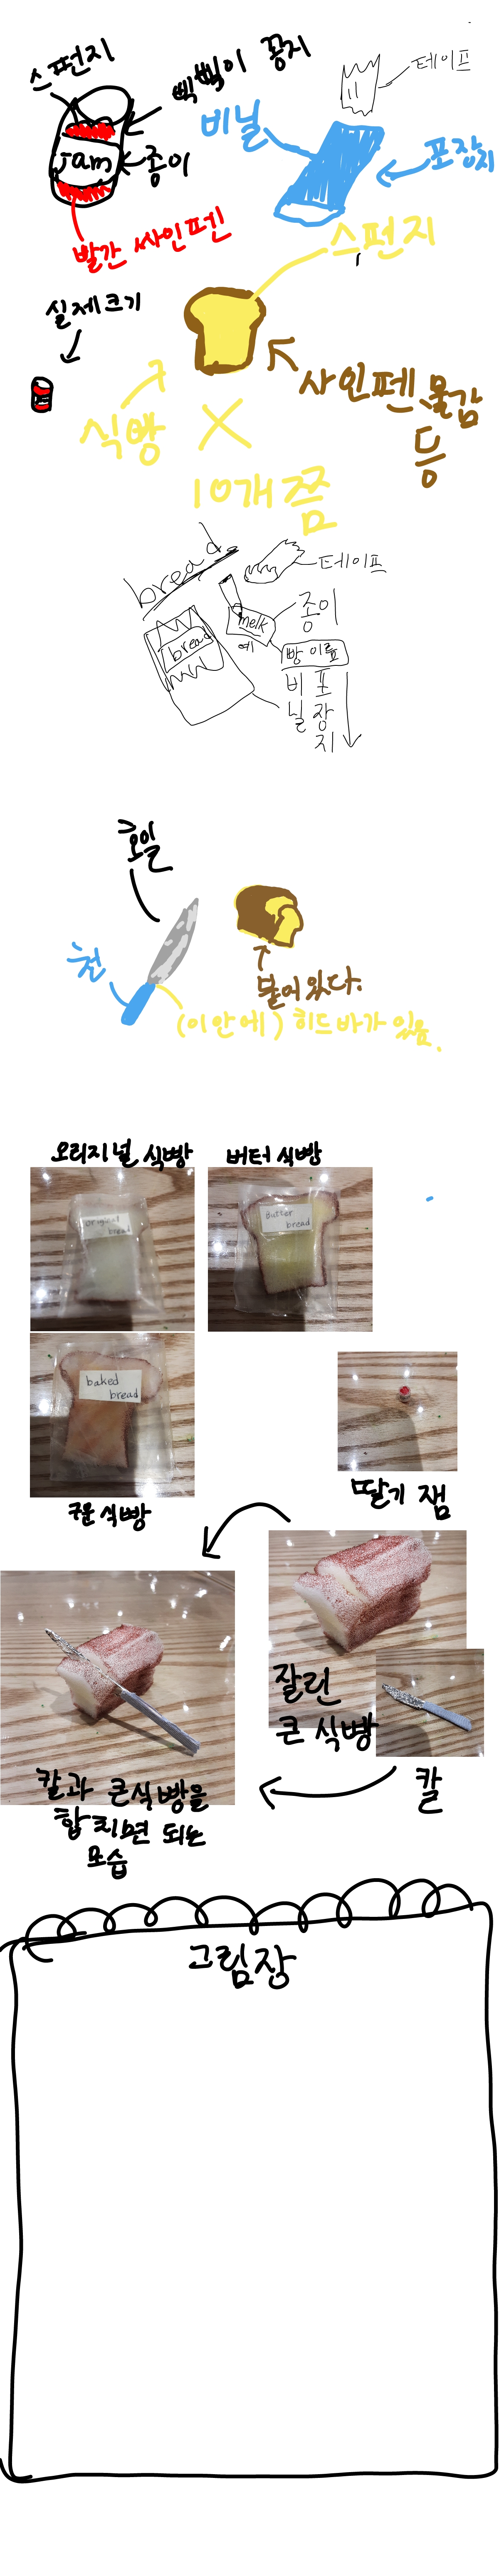 스펀지
삑삑이 꽁지
Jam
종이
빨간 싸인펜
테이프
비닐
포장지
스펀지
실제크기
식빵
사인펜, 물감
등
X
10개쯤
bread
테이프
종이
melk
예
bread
빵 이름
비닐
포장지
호일
철
붙어있다.
(이 안에) 하드바가 있음.
오리지널 식빵
버터 식빵
original
bread
Butter
bread
baked
bread
구운 식빵
딸기 잼
잘린
큰 식빵
칼
칼과 큰식빵을
합치면 되는
모습
그림장